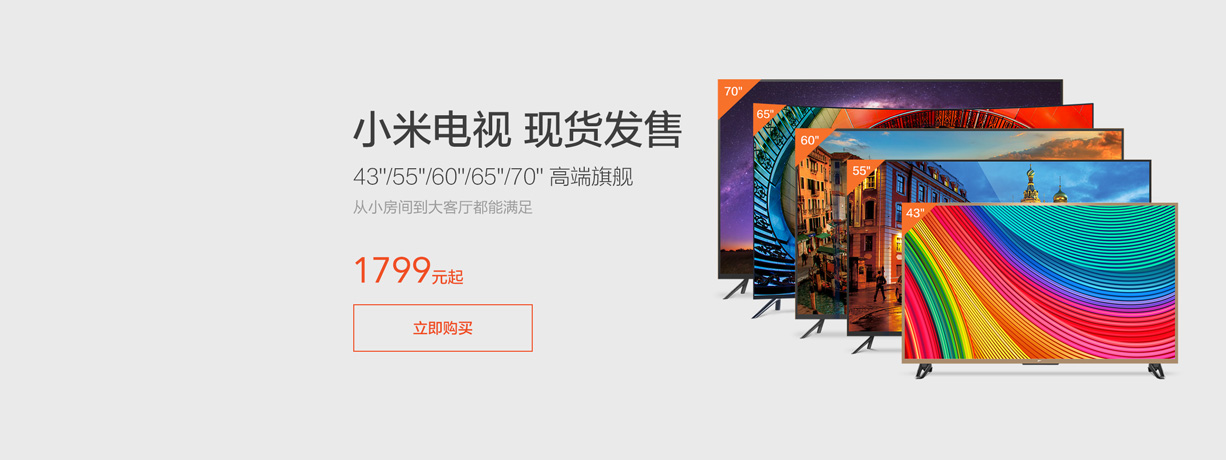 小米电视 现货发售
43"/55"/60"/65"/70" 高端旗舰
从小房间到大客厅都能满足
1799元起
立即购买
70"
65"
60"
55"
43"